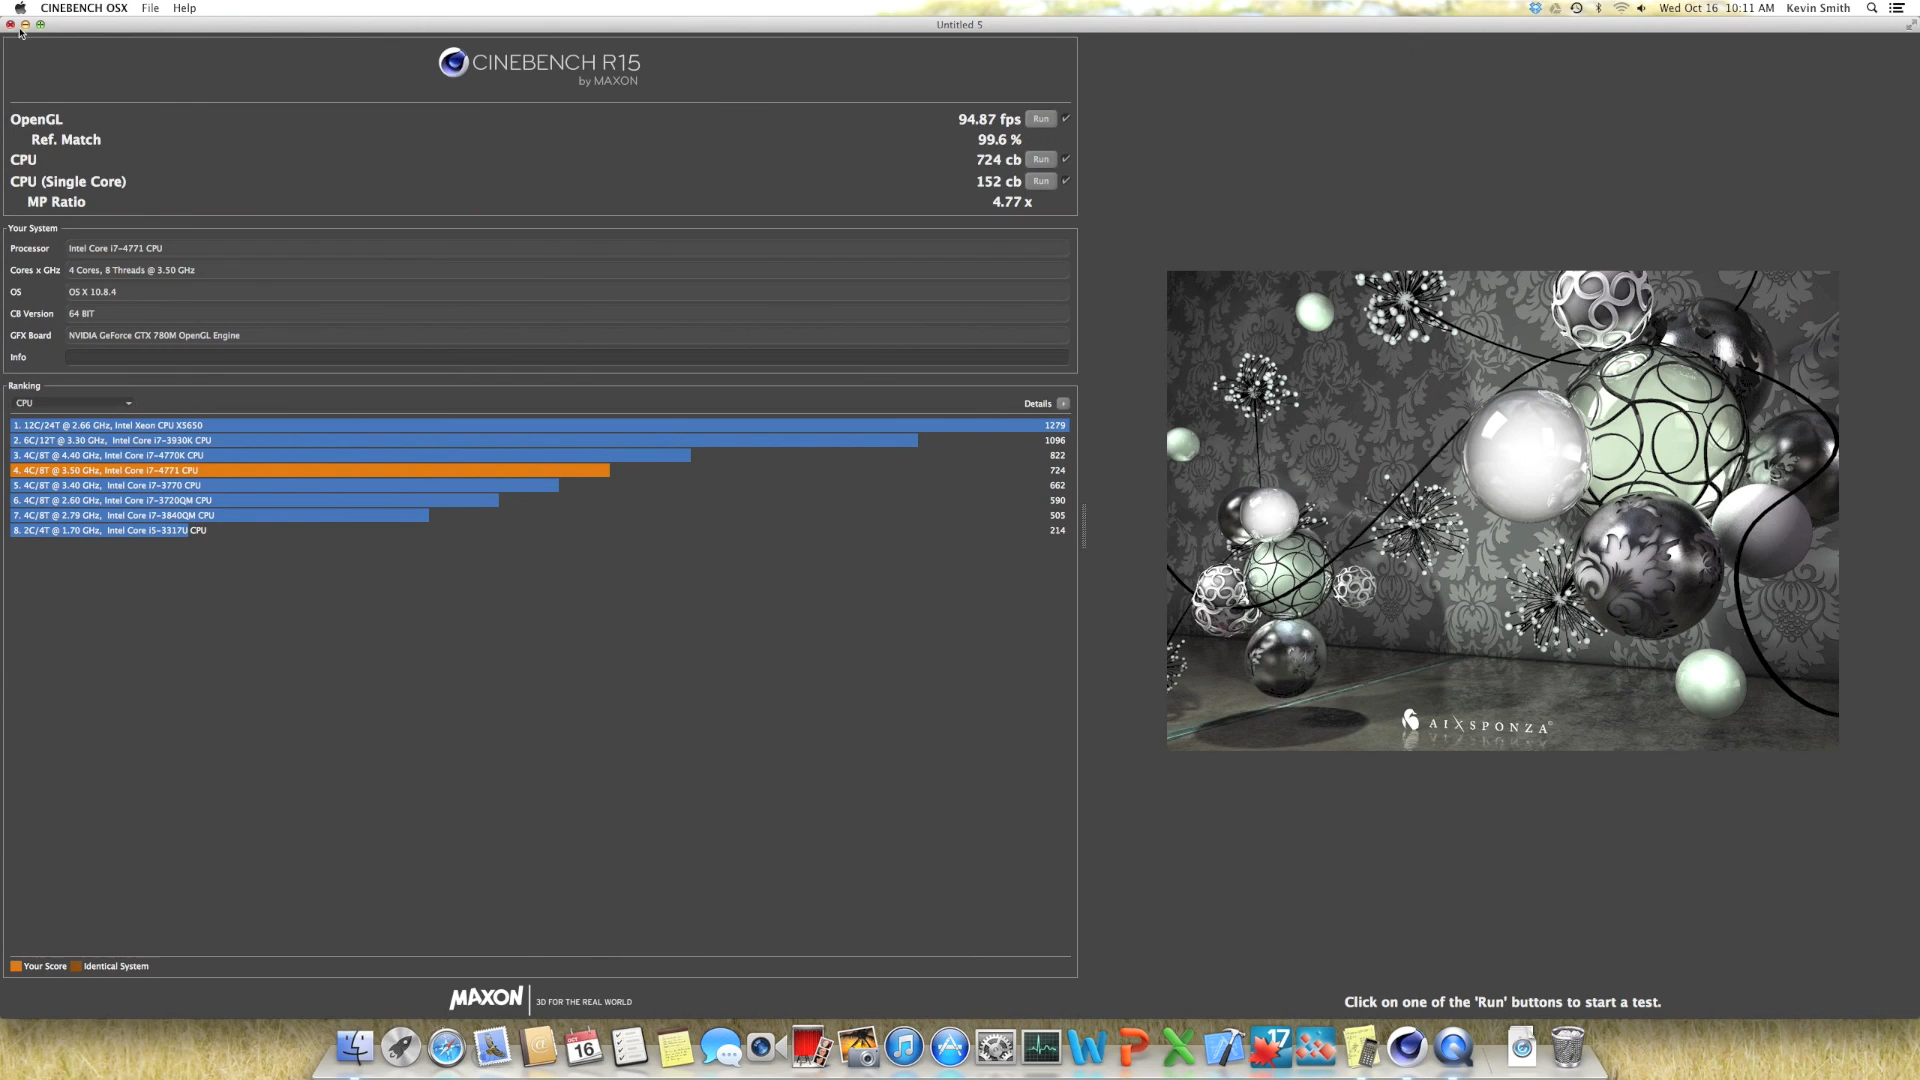 CINEBENCH OSX File Help Wed Oct 16 10:11 AM Kevin Smith
Untitled 5
CINEBENCH R15
by MAXON
OpenGL 94.87 fps Run
Ref. Match 99.6 %
CPU 724 cb Run
CPU (Single Core) 152 cb Run
MP Ratio 4.77 x
Your System
Processor Intel Core i7-4771 CPU
Cores x GHz 4 Cores, 8 Threads @ 3.50 GHz
OS OS X 10.8.4
CB Version 64 BIT
GFX Board NVIDIA GeForce GTX 780M OpenGL Engine
Info
Ranking
CPU Details +
1. 12C/24T @ 2.66 GHz, Intel Xeon CPU X5650 1279
2. 6C/12T @ 3.30 GHz, Intel Core i7-3930K CPU 1096
3. 4C/8T @ 4.40 GHz, Intel Core i7-4770K CPU 822
4. 4C/8T @ 3.50 GHz, Intel Core i7-4771 CPU 724
5. 4C/8T @ 3.40 GHz, Intel Core i7-3770 CPU 662
6. 4C/8T @ 2.60 GHz, Intel Core i7-3720QM CPU 590
7. 4C/8T @ 2.79 GHz, Intel Core i7-3840QM CPU 505
8. 2C/4T @ 1.70 GHz, Intel Core i5-3317U CPU 214
AIXSPONZA
Your Score Identical System
MAXON 3D FOR THE REAL WORLD
Click on one of the 'Run' buttons to start a test.
OCT
16
17